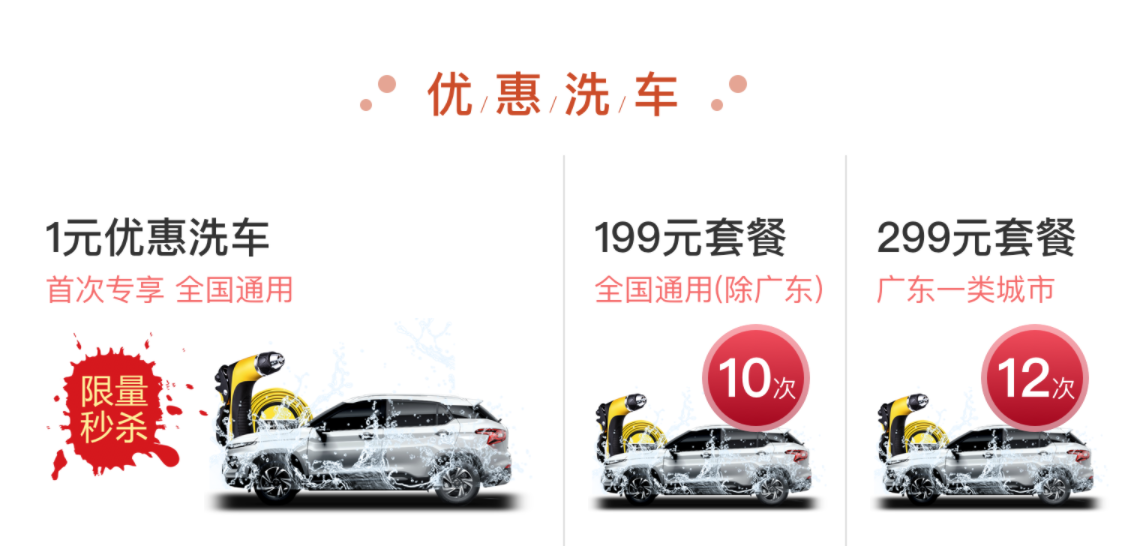 优/惠/洗/车
1元优惠洗车
首次专享 全国通用
限量
秒杀
199元套餐
全国通用(除广东)
10次
299元套餐
广东一类城市
12次